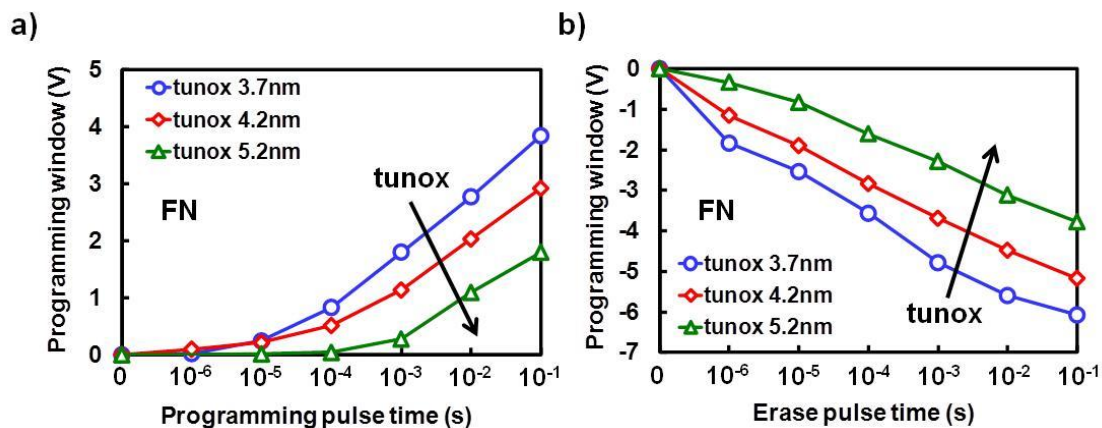 a)
Programming window (V)
5
4
3
2
1
0
tunox 3.7nm
tunox 4.2nm
tunox 5.2nm
FN
tunox
0 10⁻⁶ 10⁻⁵ 10⁻⁴ 10⁻³ 10⁻² 10⁻¹
Programming pulse time (s)
b)
Programming window (V)
0
-1
-2
-3
-4
-5
-6
-7
FN
tunox 3.7nm
tunox 4.2nm
tunox 5.2nm
tunox
0 10⁻⁶ 10⁻⁵ 10⁻⁴ 10⁻³ 10⁻² 10⁻¹
Erase pulse time (s)